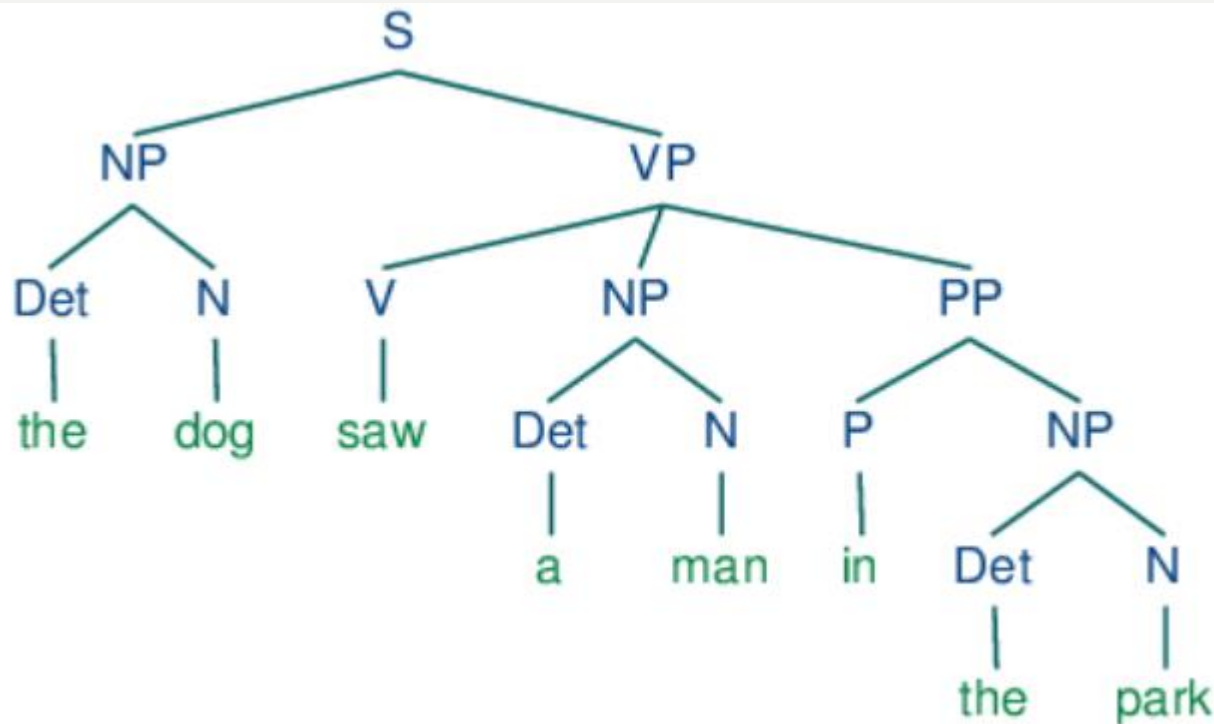 S
NP VP
Det N V NP PP
the dog saw Det N P NP
a man in Det N
the park